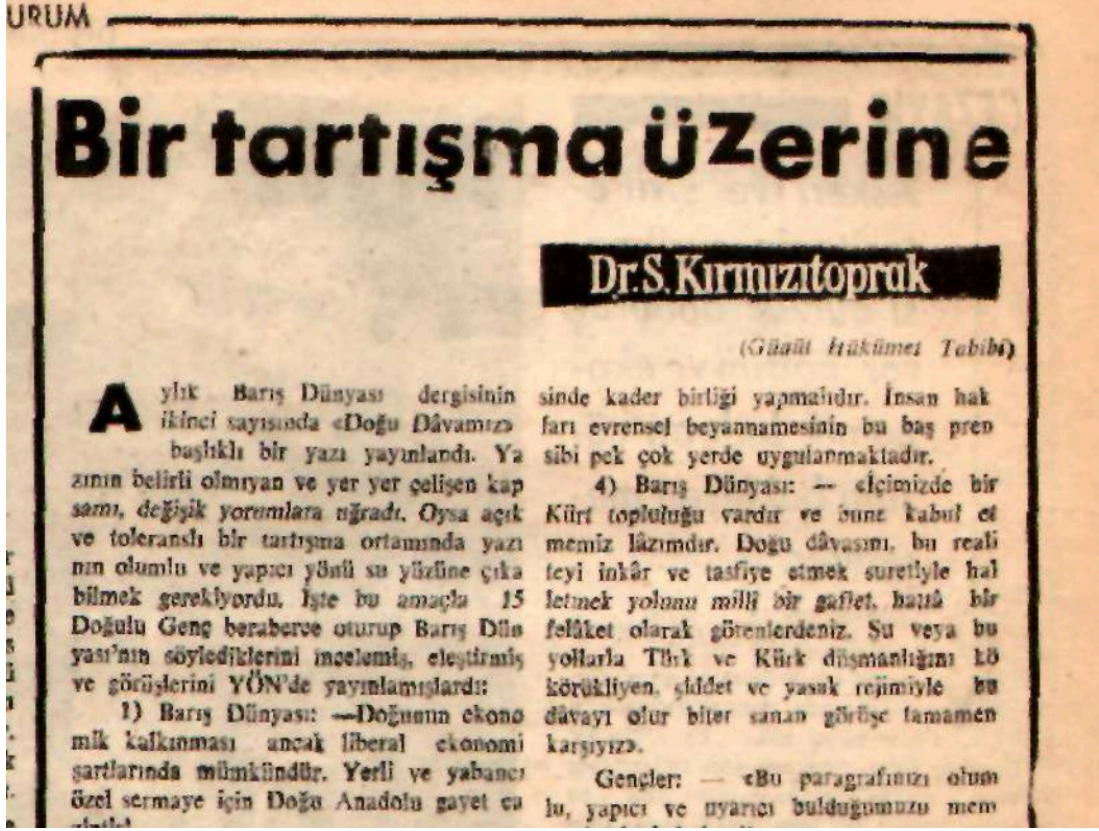 URUM
Bir tartışma üzerine
Dr. S. Kırmızıtoprak
Hükûmet Tabibi)
Aylık Barış Dünyası dergisinin
ikinci sayısında «Doğu Dâvamız»
başlıklı bir yazı yayınlandı. Ya
zının belirli olmıyan ve yer yer çelişen kap
samı, değişik yorumlara uğradı. Oysa açık
ve toleranslı bir tartışma ortamında yazı
nın olumlu ve yapıcı yönü su yüzüne çıka
bilmek gerekiyordu. İşte bu amaçla 15
Doğulu Genç beraberce oturup Barış Dün
yası'nın söylediklerini incelemiş, eleştirmiş
ve görüşlerini YÖN'de yayınlamışlardı:
1) Barış Dünyası: —Doğunun ekono
mik kalkınması ancak liberal ekonomi
şartlarında mümkündür. Yerli ve yabancı
özel sermaye için Doğu Anadolu gayet ca
ziptir!
sinde kader birliği yapmalıdır. İnsan hak
ları evrensel beyannamesinin bu baş pren
sibi pek çok yerde uygulanmaktadır.
4) Barış Dünyası: — «İçimizde bir
Kürt topluluğu vardır ve bunu kabul et
memiz lâzımdır. Doğu dâvasını, bu reali
teyi inkâr ve tasfiye etmek suretiyle hal
letmek yolunu millî bir gaflet, hattâ bir
felâket olarak görenlerdeniz. Şu veya bu
yollarla Türk ve Kürk düşmanlığını kö
körükliyen, şiddet ve yasak rejimiyle bu
dâvayı olur biter sanan görüşe tamamen
karşıyız».
Gençler: — «Bu paragrafınızı olum
lu, yapıcı ve uyarıcı bulduğumuzu mem